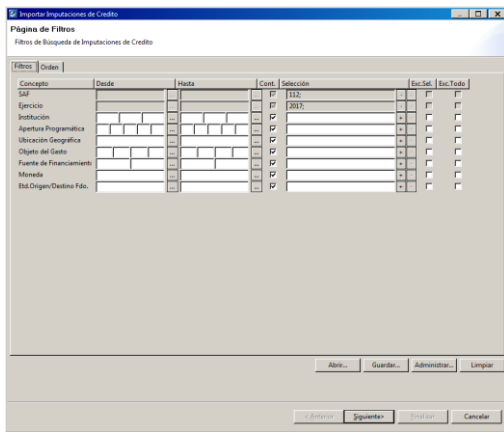 Importar Imputaciones de Credito
Página de Filtros
Filtros de Búsqueda de Imputaciones de Credito
Filtros Orden
Concepto Desde Hasta Cont. Selección Exc.Sel. Exc.Todo
SAF ... ... 112; - -
Ejercicio ... ... 2017; - -
Institución ... ... + -
Apertura Programática ... ... + -
Ubicación Geográfica ... ... + -
Objeto del Gasto ... ... + -
Fuente de Financiamiento ... ... + -
Moneda ... ... + -
Etd.Origen/Destino Fdo. ... ... + -
Abrir... Guardar... Administrar... Limpiar
< Anterior Siguiente> Finalizar Cancelar